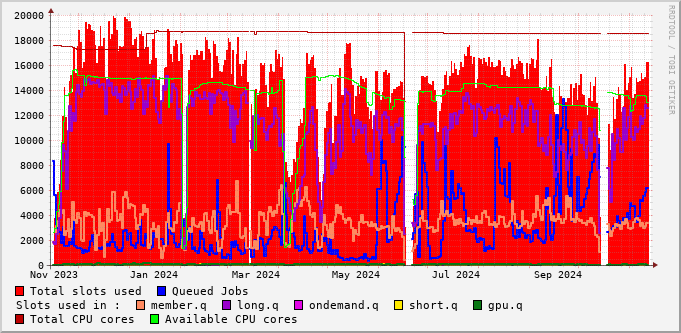 20000
18000
16000
14000
12000
10000
8000
6000
4000
2000
0
Nov 2023 Jan 2024 Mar 2024 May 2024 Jul 2024 Sep 2024
RRDTOOL / TOBI OETIKER
Total slots used Queued Jobs
Slots used in : member.q long.q ondemand.q short.q gpu.q
Total CPU cores Available CPU cores